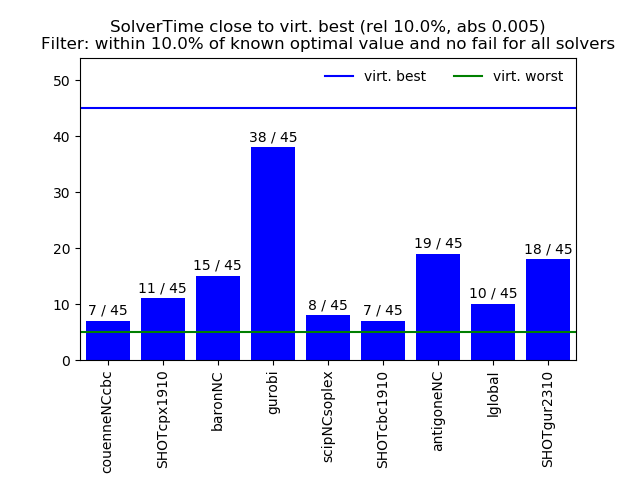 SolverTime close to virt. best (rel 10.0%, abs 0.005)
Filter: within 10.0% of known optimal value and no fail for all solvers
virt. best
virt. worst
50
40
30
20
10
0
7 / 45
11 / 45
15 / 45
38 / 45
8 / 45
7 / 45
19 / 45
10 / 45
18 / 45
couenneNCcbc
SHOTcpx1910
baronNC
gurobi
scipNCsoplex
SHOTcbc1910
antigoneNC
lglobal
SHOTgur2310